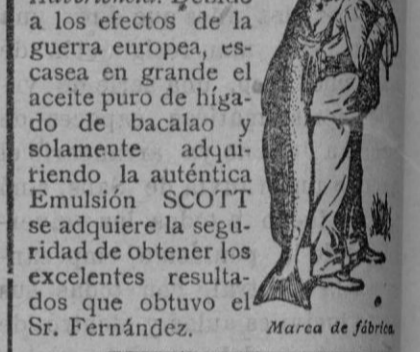 Advertencia. Debido
a los efectos de la
guerra europea, es-
casea en grande el
aceite puro de híga-
do de bacalao y
solamente adqui-
riendo la auténtica
Emulsión SCOTT
se adquiere la segu-
ridad de obtener los
excelentes resulta-
dos que obtuvo el
Sr. Fernández.
Marca de fábrica